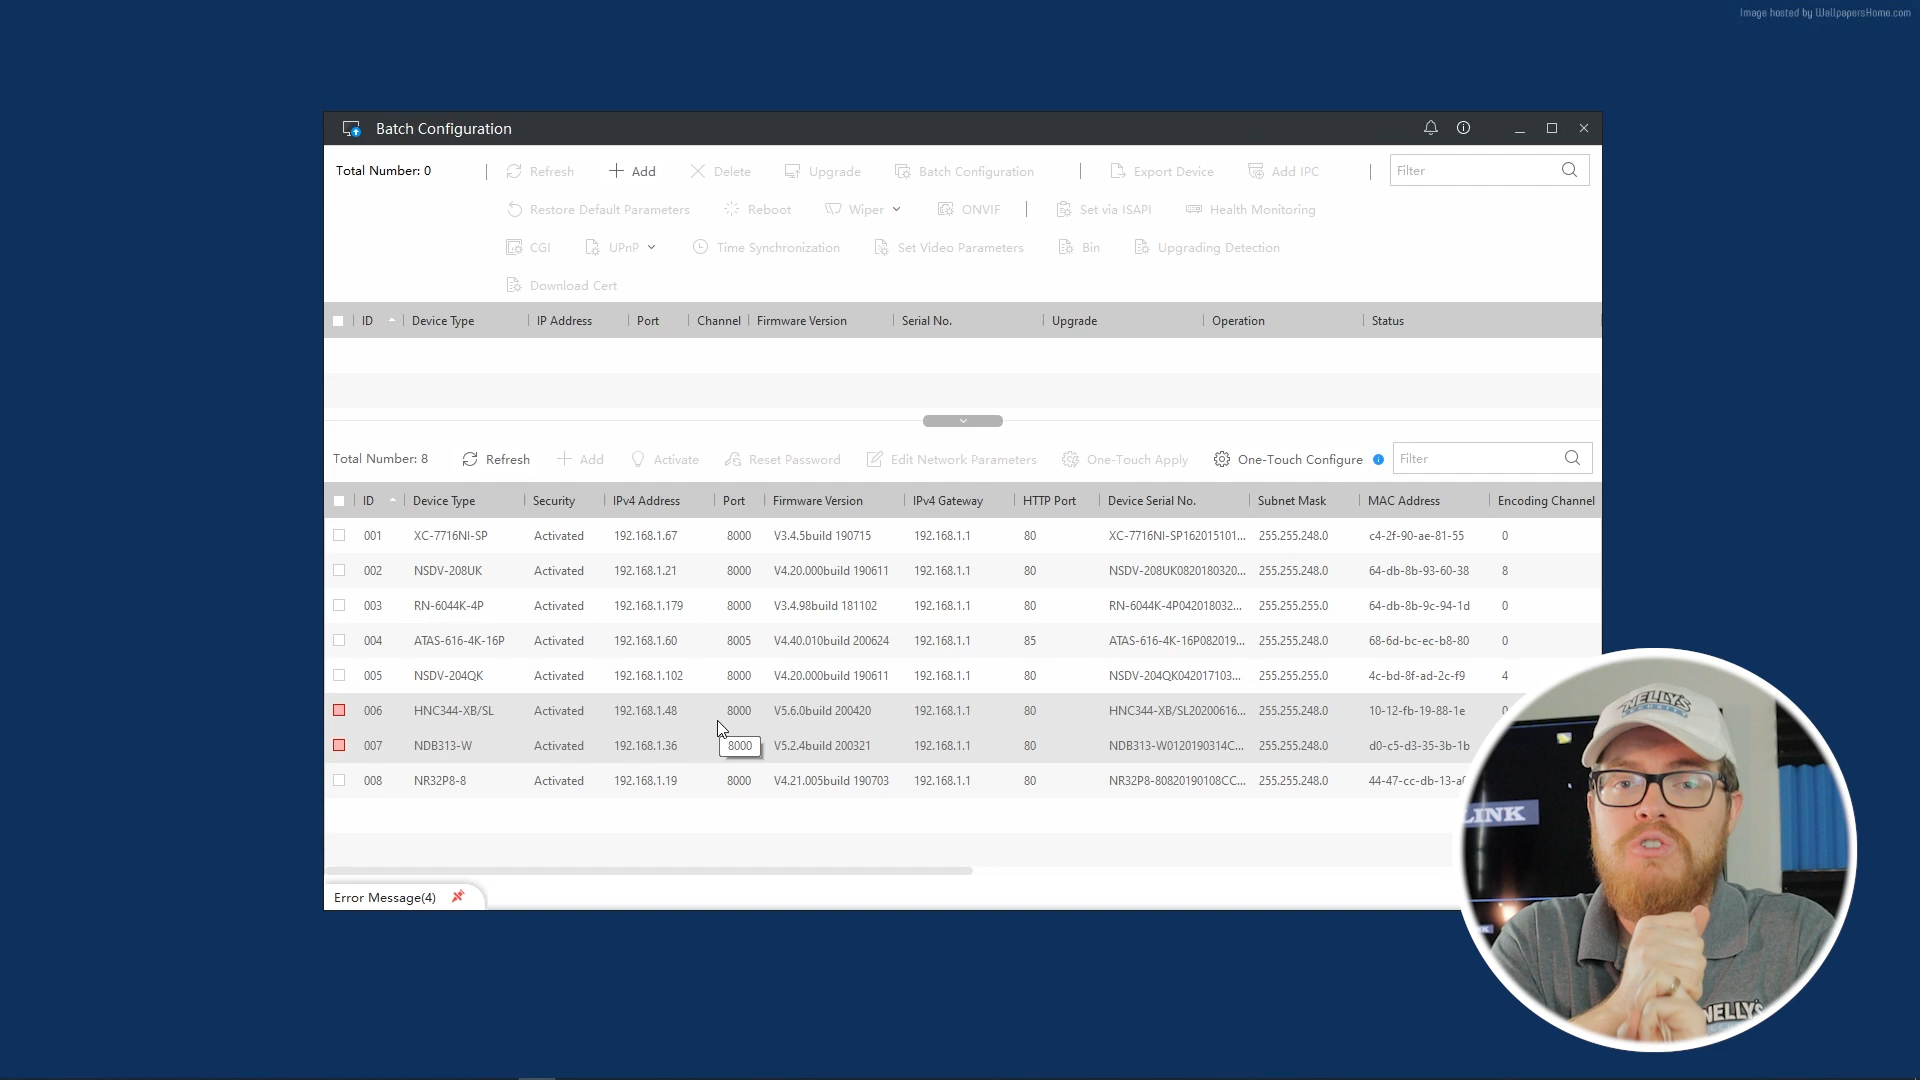 Image hosted by WallpapersHome.com
Batch Configuration
Total Number: 0 Refresh Add Delete Upgrade Batch Configuration Export Device Add IPC Filter
Restore Default Parameters Reboot Wiper ONVIF Set via ISAPI Health Monitoring
CGI UPnP Time Synchronization Set Video Parameters Bin Upgrading Detection
Download Cert
ID Device Type IP Address Port Channel Firmware Version Serial No. Upgrade Operation Status
Total Number: 8 Refresh Add Activate Reset Password Edit Network Parameters One-Touch Apply One-Touch Configure Filter
ID Device Type Security IPv4 Address Port Firmware Version IPv4 Gateway HTTP Port Device Serial No. Subnet Mask MAC Address Encoding Channel
001 XC-7716NI-SP Activated 192.168.1.67 8000 V3.4.5build 190715 192.168.1.1 80 XC-7716NI-SP162015101... 255.255.248.0 c4-2f-90-ae-81-55 0
002 NSDV-208UK Activated 192.168.1.21 8000 V4.20.000build 190611 192.168.1.1 80 NSDV-208UK0820180320... 255.255.248.0 64-db-8b-93-60-38 8
003 RN-6044K-4P Activated 192.168.1.179 8000 V3.4.98build 181102 192.168.1.1 80 RN-6044K-4P042018032... 255.255.255.0 64-db-8b-9c-94-1d 0
004 ATAS-616-4K-16P Activated 192.168.1.60 8005 V4.40.010build 200624 192.168.1.1 85 ATAS-616-4K-16P082019... 255.255.248.0 68-6d-bc-ec-b8-80 0
005 NSDV-204QK Activated 192.168.1.102 8000 V4.20.000build 190611 192.168.1.1 80 NSDV-204QK042017103... 255.255.255.0 4c-bd-8f-ad-2c-f9 4
006 HNC344-XB/SL Activated 192.168.1.48 8000 V5.6.0build 200420 192.168.1.1 80 HNC344-XB/SL20200616... 255.255.248.0 10-12-fb-19-88-1e 0
007 NDB313-W Activated 192.168.1.36 8000 V5.2.4build 200321 192.168.1.1 80 NDB313-W0120190314C... 255.255.248.0 d0-c5-d3-35-3b-1b
008 NR32P8-8 Activated 192.168.1.19 8000 V4.21.005build 190703 192.168.1.1 80 NR32P8-80820190108CC... 255.255.248.0 44-47-cc-db-13-a
Error Message(4)
NELLY'S
SECURITY
LINK
NELLY'S